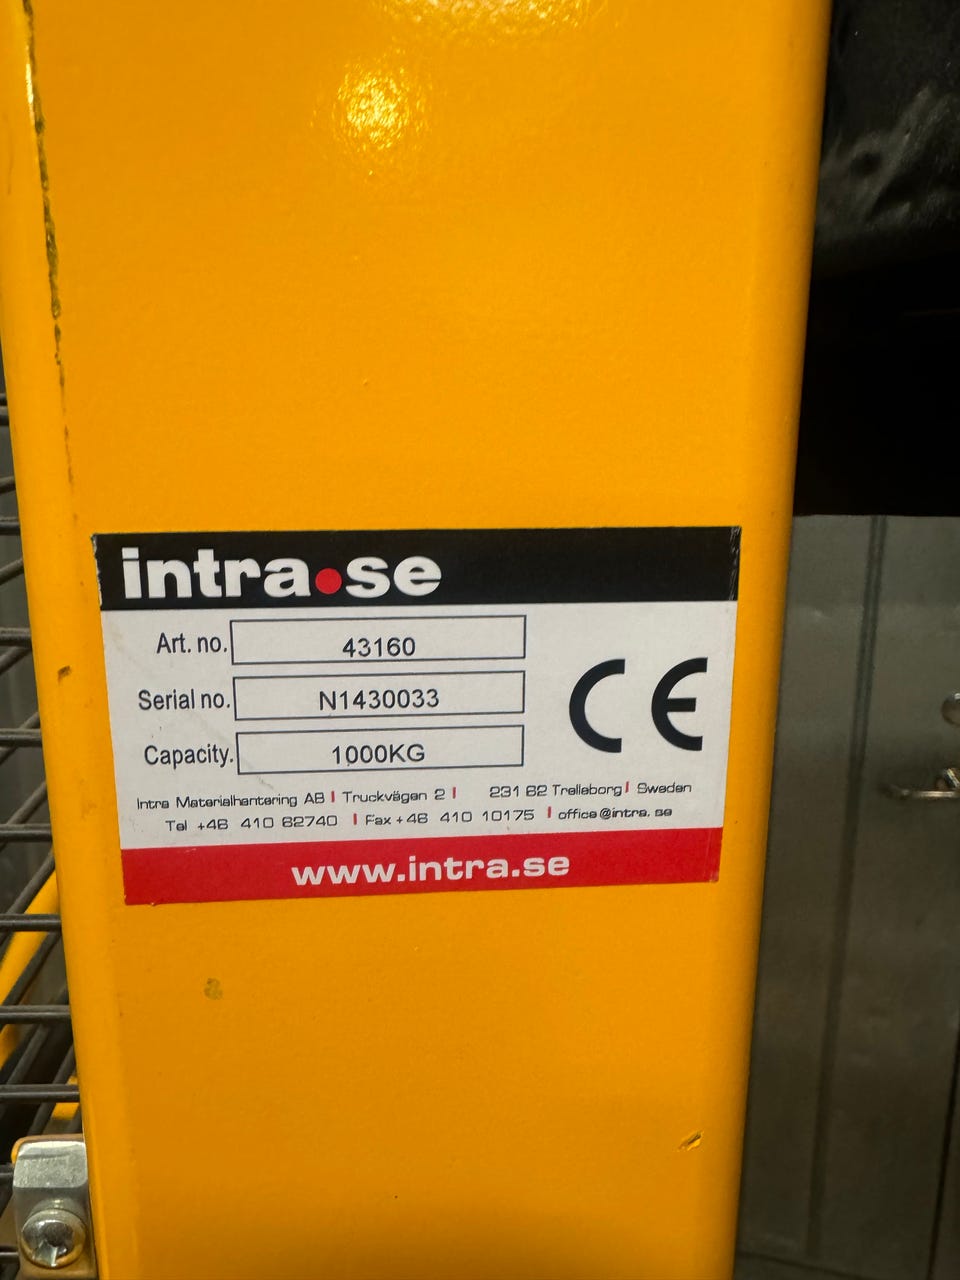 intra.se
Art. no. 43160
Serial no. N1430033
Capacity. 1000KG
CE
Intra Materialhantering AB | Truckvägen 2 | 231 62 Trelleborg | Sweden
Tel +46 410 62740 | Fax +46 410 10175 | office@intra.se
www.intra.se